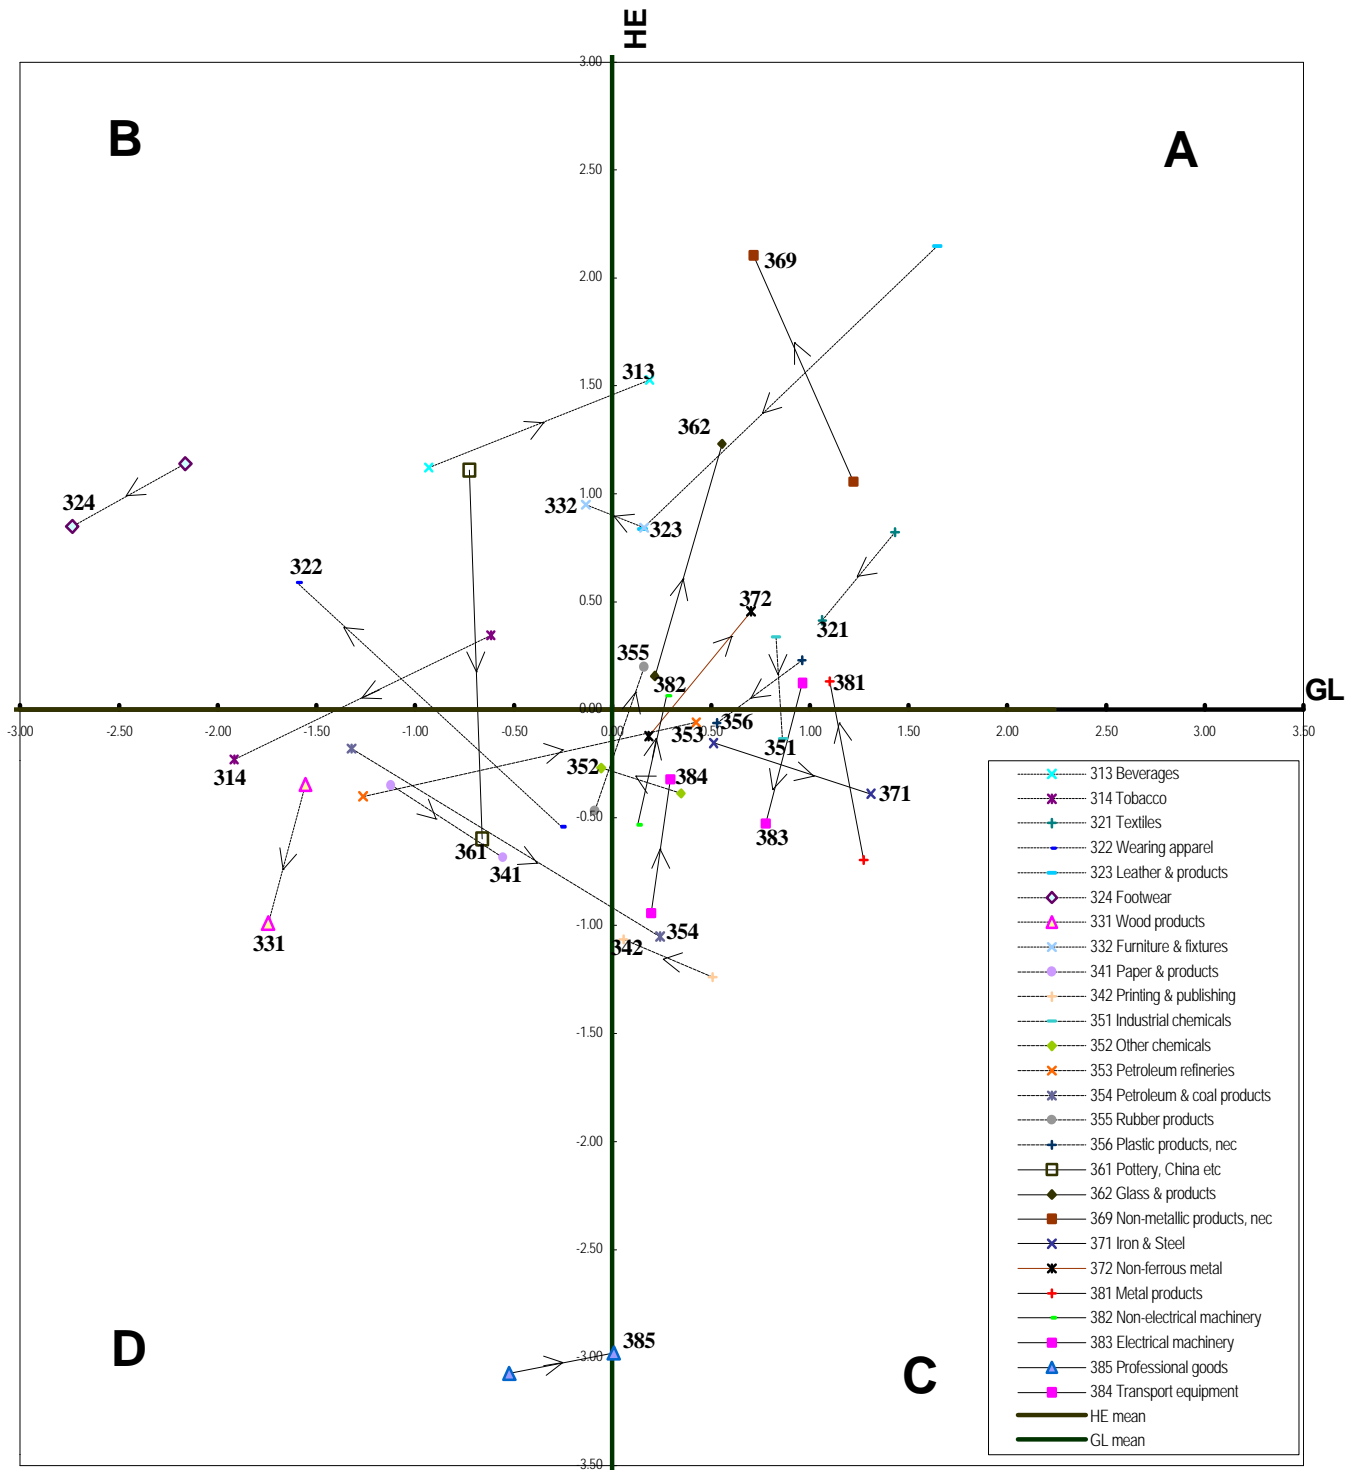 HE
3.00
B
A
2.50
2.00
369
1.50
313
362
1.00
324
332
323
0.50
322
372
321
355
382
381
GL
0.00
-3.00 -2.50 -2.00 -1.50 -1.00 -0.50 0.00 0.50 1.00 1.50 2.00 2.50 3.00 3.50
353
356
351
314
352
384
371
-0.50
383
361
341
-1.00
331
342
354
-1.50
-2.00
-2.50
-3.00
385
D
C
-3.50
313 Beverages
314 Tobacco
321 Textiles
322 Wearing apparel
323 Leather & products
324 Footwear
331 Wood products
332 Furniture & fixtures
341 Paper & products
342 Printing & publishing
351 Industrial chemicals
352 Other chemicals
353 Petroleum refineries
354 Petroleum & coal products
355 Rubber products
356 Plastic products, nec
361 Pottery, China etc
362 Glass & products
369 Non-metallic products, nec
371 Iron & Steel
372 Non-ferrous metal
381 Metal products
382 Non-electrical machinery
383 Electrical machinery
385 Professional goods
384 Transport equipment
HE mean
GL mean